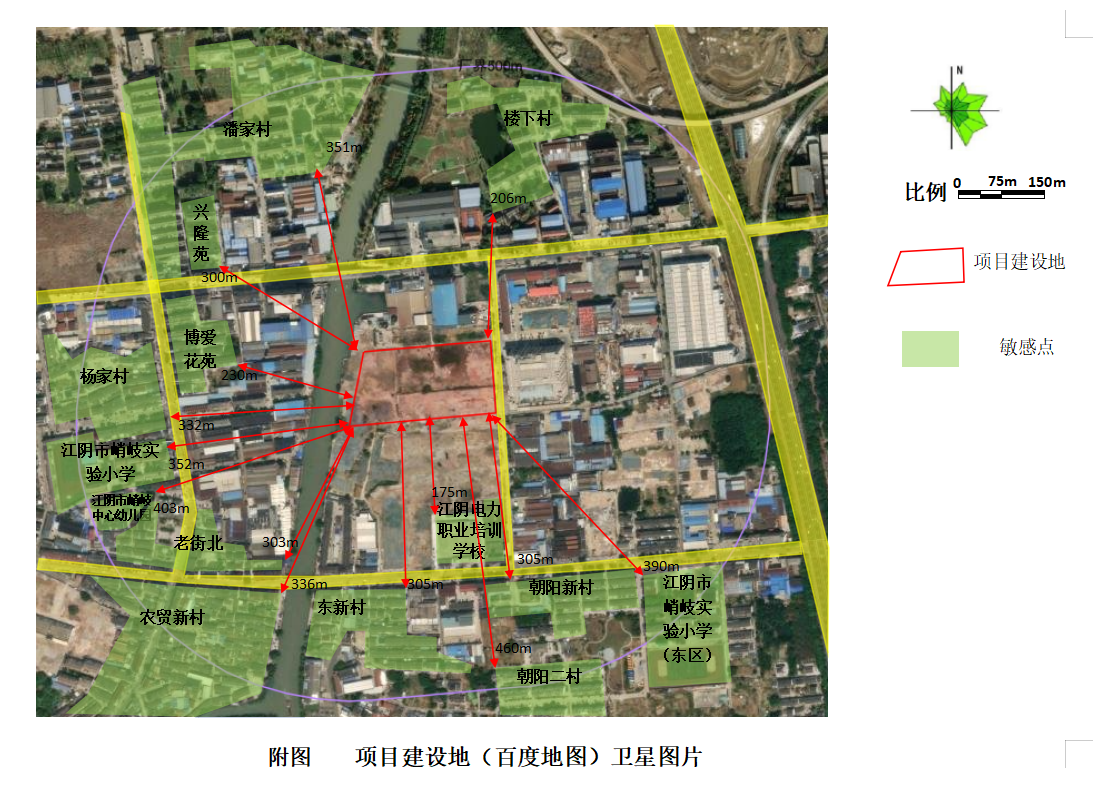 厂界500m
N
楼下村
潘家村
351m
比例 0 75m 150m
206m
兴
隆
苑
项目建设地
300m
博爱
花苑
敏感点
杨家村
230m
332m
江阴市峭岐实
验小学
352m
江阴市峭岐
中心幼儿园
403m
175m
江阴电力
职业培训
学校
老街北
303m
305m
390m
336m
305m
朝阳新村
江阴市
峭岐实
验小学
（东区）
农贸新村
东新村
460m
朝阳二村
附图 项目建设地（百度地图）卫星图片